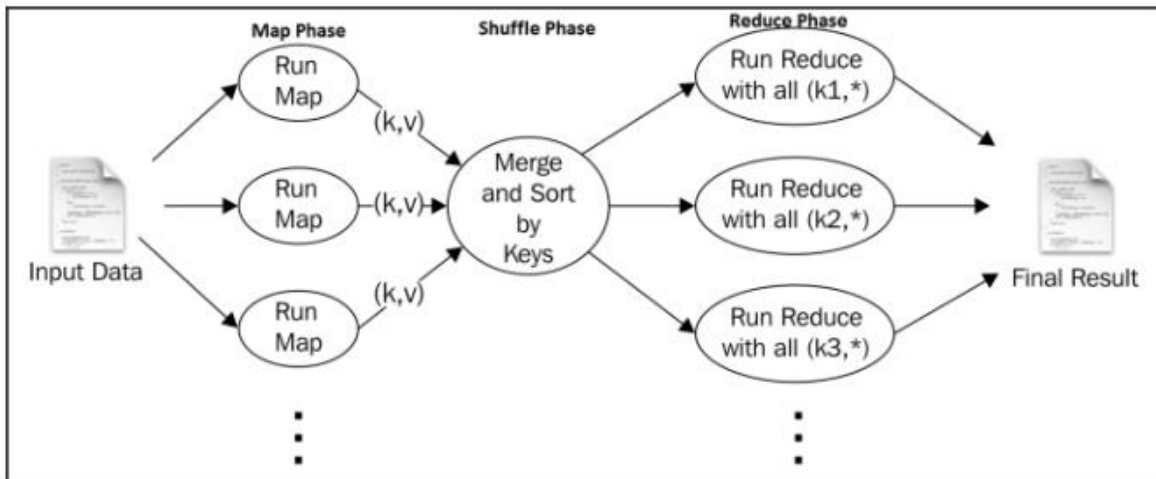 Map Phase
Shuffle Phase
Reduce Phase
Run
Map
(k,v)
Run
Map
(k,v)
Run
Map
(k,v)
Input Data
Merge
and Sort
by
Keys
Run Reduce
with all (k1,*)
Run Reduce
with all (k2,*)
Run Reduce
with all (k3,*)
Final Result